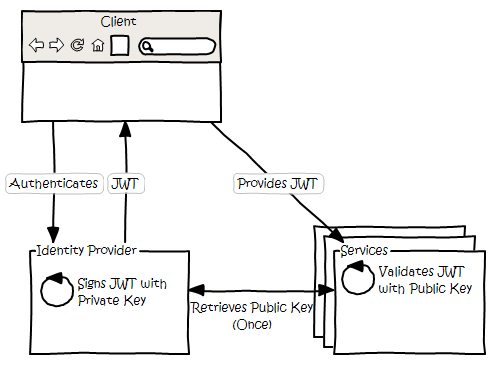 Client
Authenticates
JWT
Provides JWT
Identity Provider
Signs JWT with
Private Key
Services
Validates JWT
with Public Key
Retrieves Public Key
(Once)